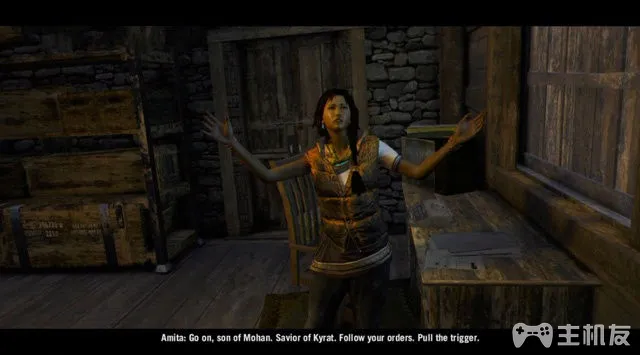 Amita: Go on, son of Mohan. Savior of Kyrat. Follow your orders. Pull the trigger.
主机友